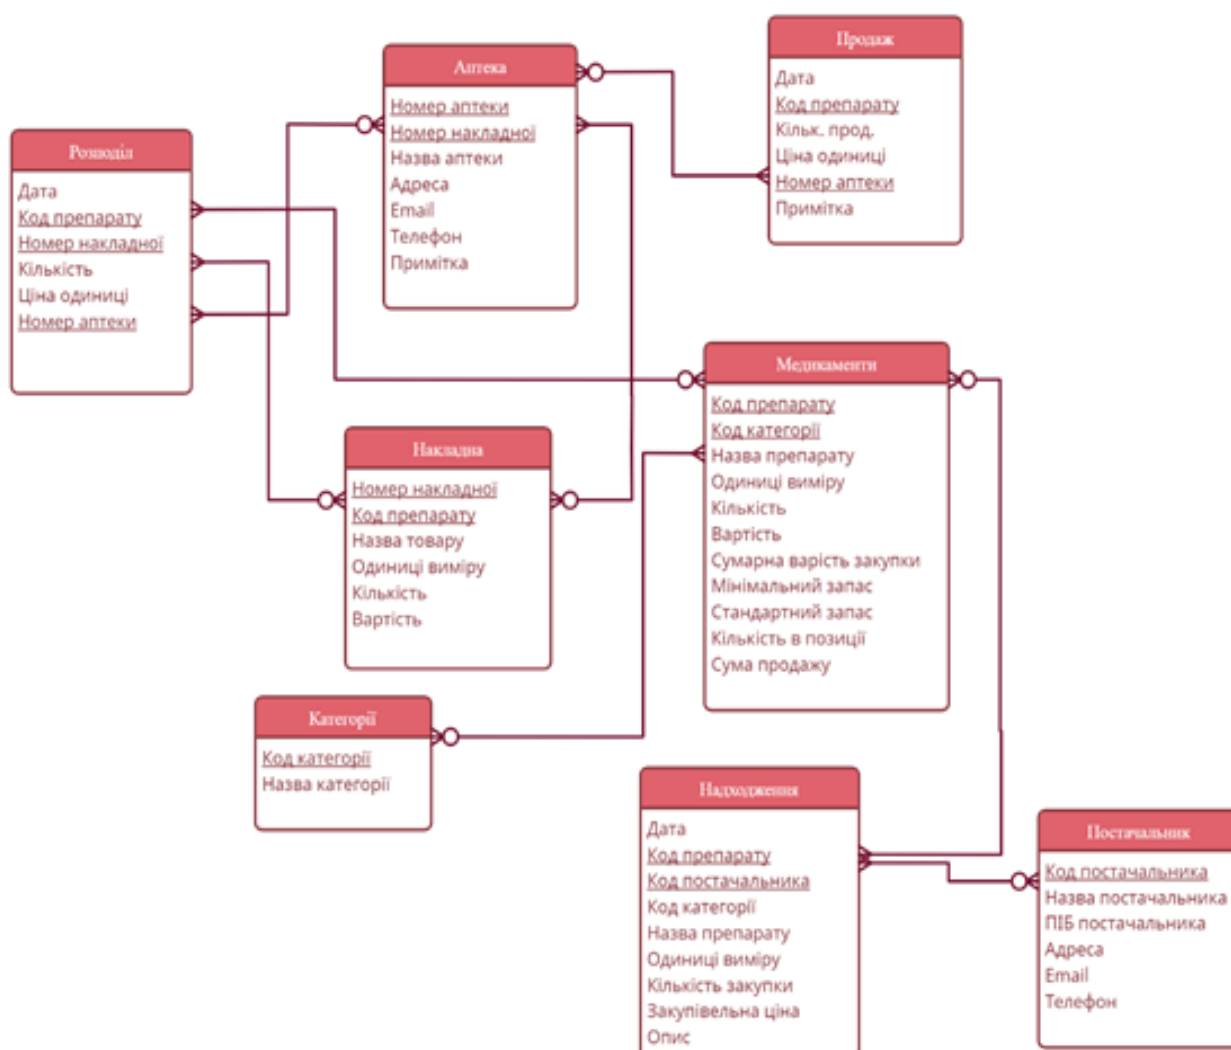 Продаж
Дата
Код препарату
Кільк. прод.
Ціна одиниці
Номер аптеки
Примітка
Аптека
Номер аптеки
Номер накладної
Назва аптеки
Адреса
Email
Телефон
Примітка
Розподіл
Дата
Код препарату
Номер накладної
Кількість
Ціна одиниці
Номер аптеки
Медикаменти
Код препарату
Код категорії
Назва препарату
Одиниці виміру
Кількість
Вартість
Сумарна варість закупки
Мінімальний запас
Стандартний запас
Кількість в позиції
Сума продажу
Накладна
Номер накладної
Код препарату
Назва товару
Одиниці виміру
Кількість
Вартість
Категорії
Код категорії
Назва категорії
Надходження
Дата
Код препарату
Код постачальника
Код категорії
Назва препарату
Одиниці виміру
Кількість закупки
Закупівельна ціна
Опис
Постачальник
Код постачальника
Назва постачальника
ПІБ постачальника
Адреса
Email
Телефон